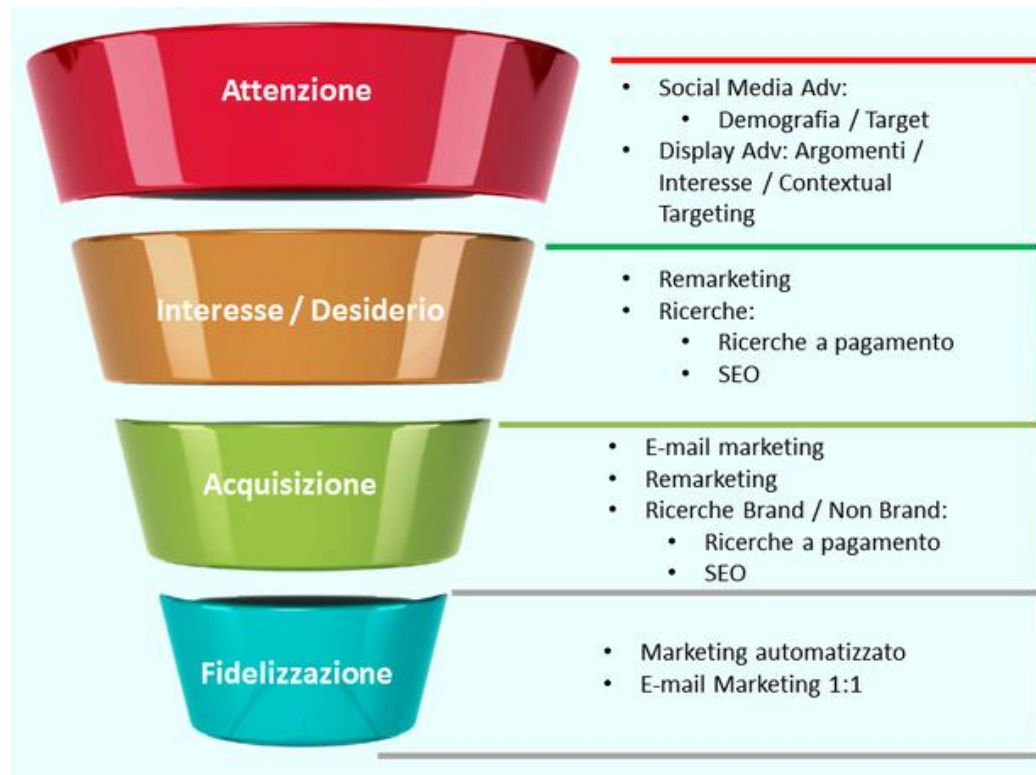 Attenzione
• Social Media Adv:
• Demografia / Target
• Display Adv: Argomenti /
Interesse / Contextual
Targeting
Interesse / Desiderio
• Remarketing
• Ricerche:
• Ricerche a pagamento
• SEO
Acquisizione
• E-mail marketing
• Remarketing
• Ricerche Brand / Non Brand:
• Ricerche a pagamento
• SEO
Fidelizzazione
• Marketing automatizzato
• E-mail Marketing 1:1